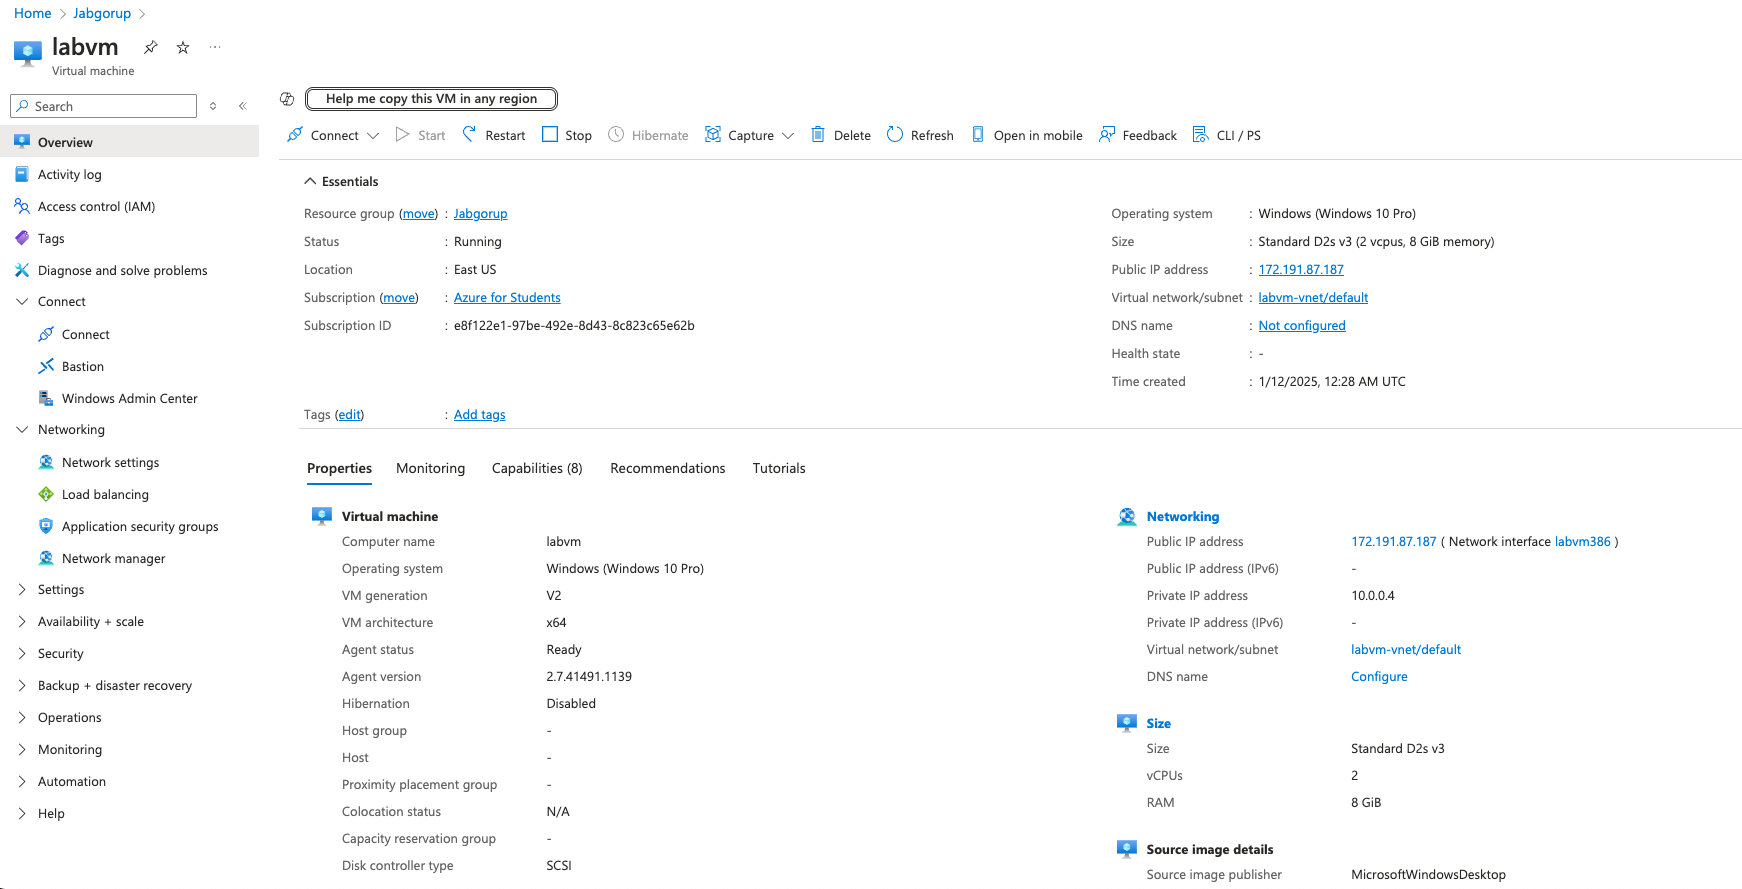 Home > Jabgorup >
labvm
Virtual machine
Search
Help me copy this VM in any region
Connect Start Restart Stop Hibernate Capture Delete Refresh Open in mobile Feedback CLI / PS
Overview
Activity log
Access control (IAM)
Tags
Diagnose and solve problems
Connect
Connect
Bastion
Windows Admin Center
Networking
Network settings
Load balancing
Application security groups
Network manager
Settings
Availability + scale
Security
Backup + disaster recovery
Operations
Monitoring
Automation
Help
Essentials
Resource group (move) : Jabgorup
Status : Running
Location : East US
Subscription (move) : Azure for Students
Subscription ID : e8f122e1-97be-492e-8d43-8c823c65e62b
Operating system : Windows (Windows 10 Pro)
Size : Standard D2s v3 (2 vcpus, 8 GiB memory)
Public IP address : 172.191.87.187
Virtual network/subnet : labvm-vnet/default
DNS name : Not configured
Health state : -
Time created : 1/12/2025, 12:28 AM UTC
Tags (edit) : Add tags
Properties Monitoring Capabilities (8) Recommendations Tutorials
Virtual machine
Computer name labvm
Operating system Windows (Windows 10 Pro)
VM generation V2
VM architecture x64
Agent status Ready
Agent version 2.7.41491.1139
Hibernation Disabled
Host group -
Host -
Proximity placement group -
Colocation status N/A
Capacity reservation group -
Disk controller type SCSI
Networking
Public IP address 172.191.87.187 ( Network interface labvm386 )
Public IP address (IPv6) -
Private IP address 10.0.0.4
Private IP address (IPv6) -
Virtual network/subnet labvm-vnet/default
DNS name Configure
Size
Size Standard D2s v3
vCPUs 2
RAM 8 GiB
Source image details
Source image publisher MicrosoftWindowsDesktop